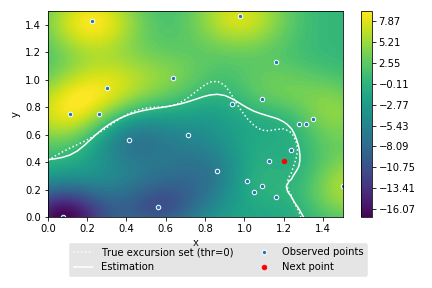 1.4
1.2
1.0
0.8
0.6
0.4
0.2
0.0
y
0.0 0.2 0.4 0.6 0.8 1.0 1.2 1.4
x
7.87
5.21
2.55
−0.11
−2.77
−5.43
−8.09
−10.75
−13.41
−16.07
True excursion set (thr=0)
Estimation
Observed points
Next point